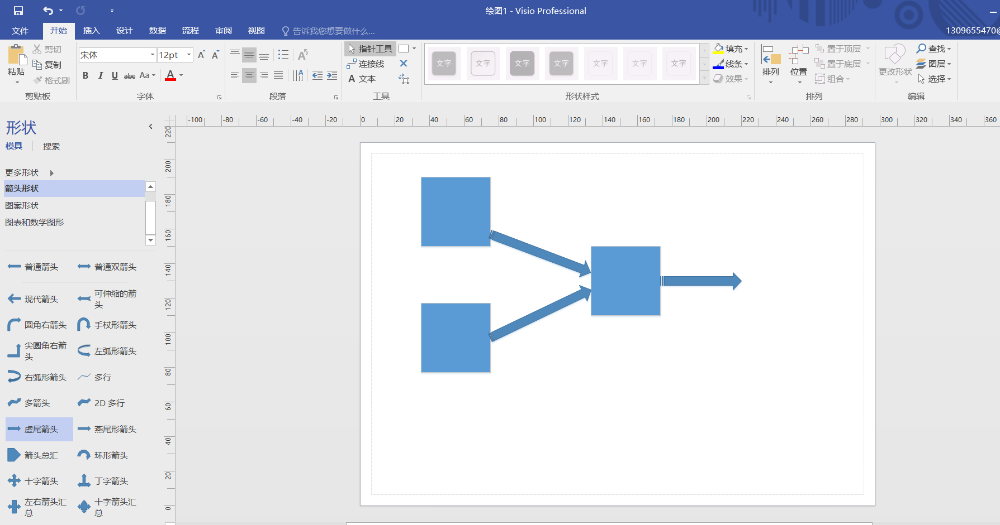 绘图1 - Visio Professional
文件 开始 插入 设计 数据 流程 审阅 视图 告诉我您想要做什么... 1309655470@
粘贴 剪切 复制 格式刷
剪贴板
宋体 12pt A A
B I U abc Aa A
字体
A
A
段落
指针工具
连接线
A 文本
工具
文字 文字 文字 文字 文字 文字 文字
形状样式
填充
线条
效果
排列 位置 置于顶层
置于底层
组合
排列
更改形状 查找
图层
选择
编辑
形状
模具 搜索
更多形状
箭头形状
图案形状
图表和数学图形
普通箭头 普通双箭头
现代箭头 可伸缩的箭
头
圆角右箭头 手杖形箭头
尖圆角右箭
头
左弧形箭头
右弧形箭头 多行
多箭头 2D 多行
虚尾箭头 燕尾形箭头
箭头总汇 环形箭头
十字箭头 丁字箭头
左右箭头汇
总
十字箭头汇
总
-100 -80 -60 -40 -20 0 20 40 60 80 100 120 140 160 180 200 220 240 260 280 300 320 340 360
220
200
180
160
140
120
100
80
60
40
20
0